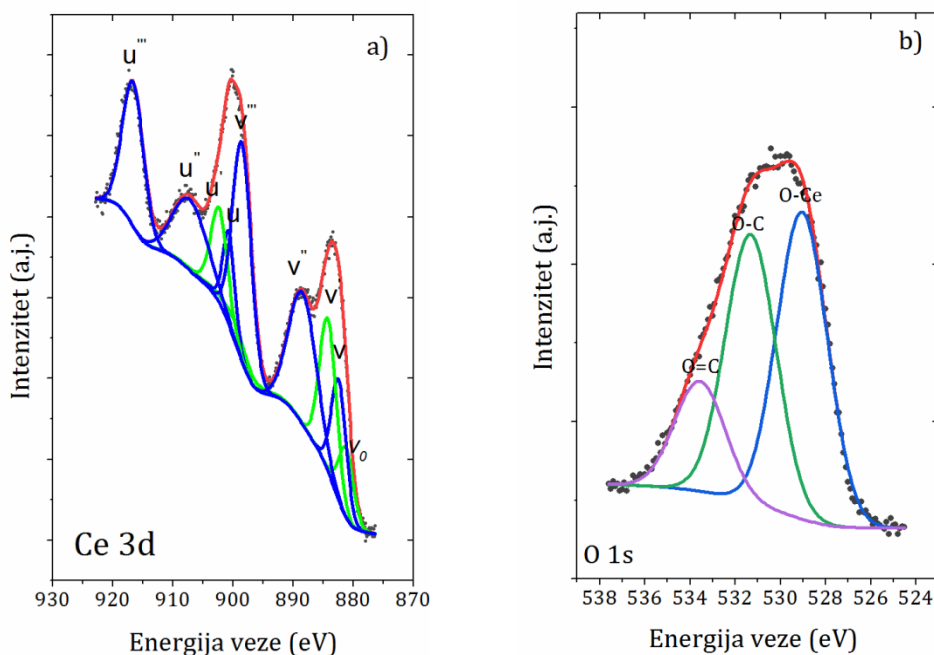 a)
u'''
u''
u'
u
v'''
v''
v
v
v₀
Ce 3d
Intenzitet (a.j.)
930 920 910 900 890 880 870
Energija veze (eV)
b)
O-Ce
O-C
O=C
O 1s
Intenzitet (a.j.)
538 536 534 532 530 528 526 524
Energija veze (eV)